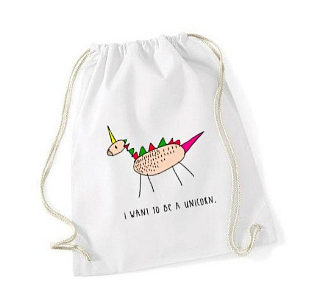 I WANT TO BE A UNICORN.